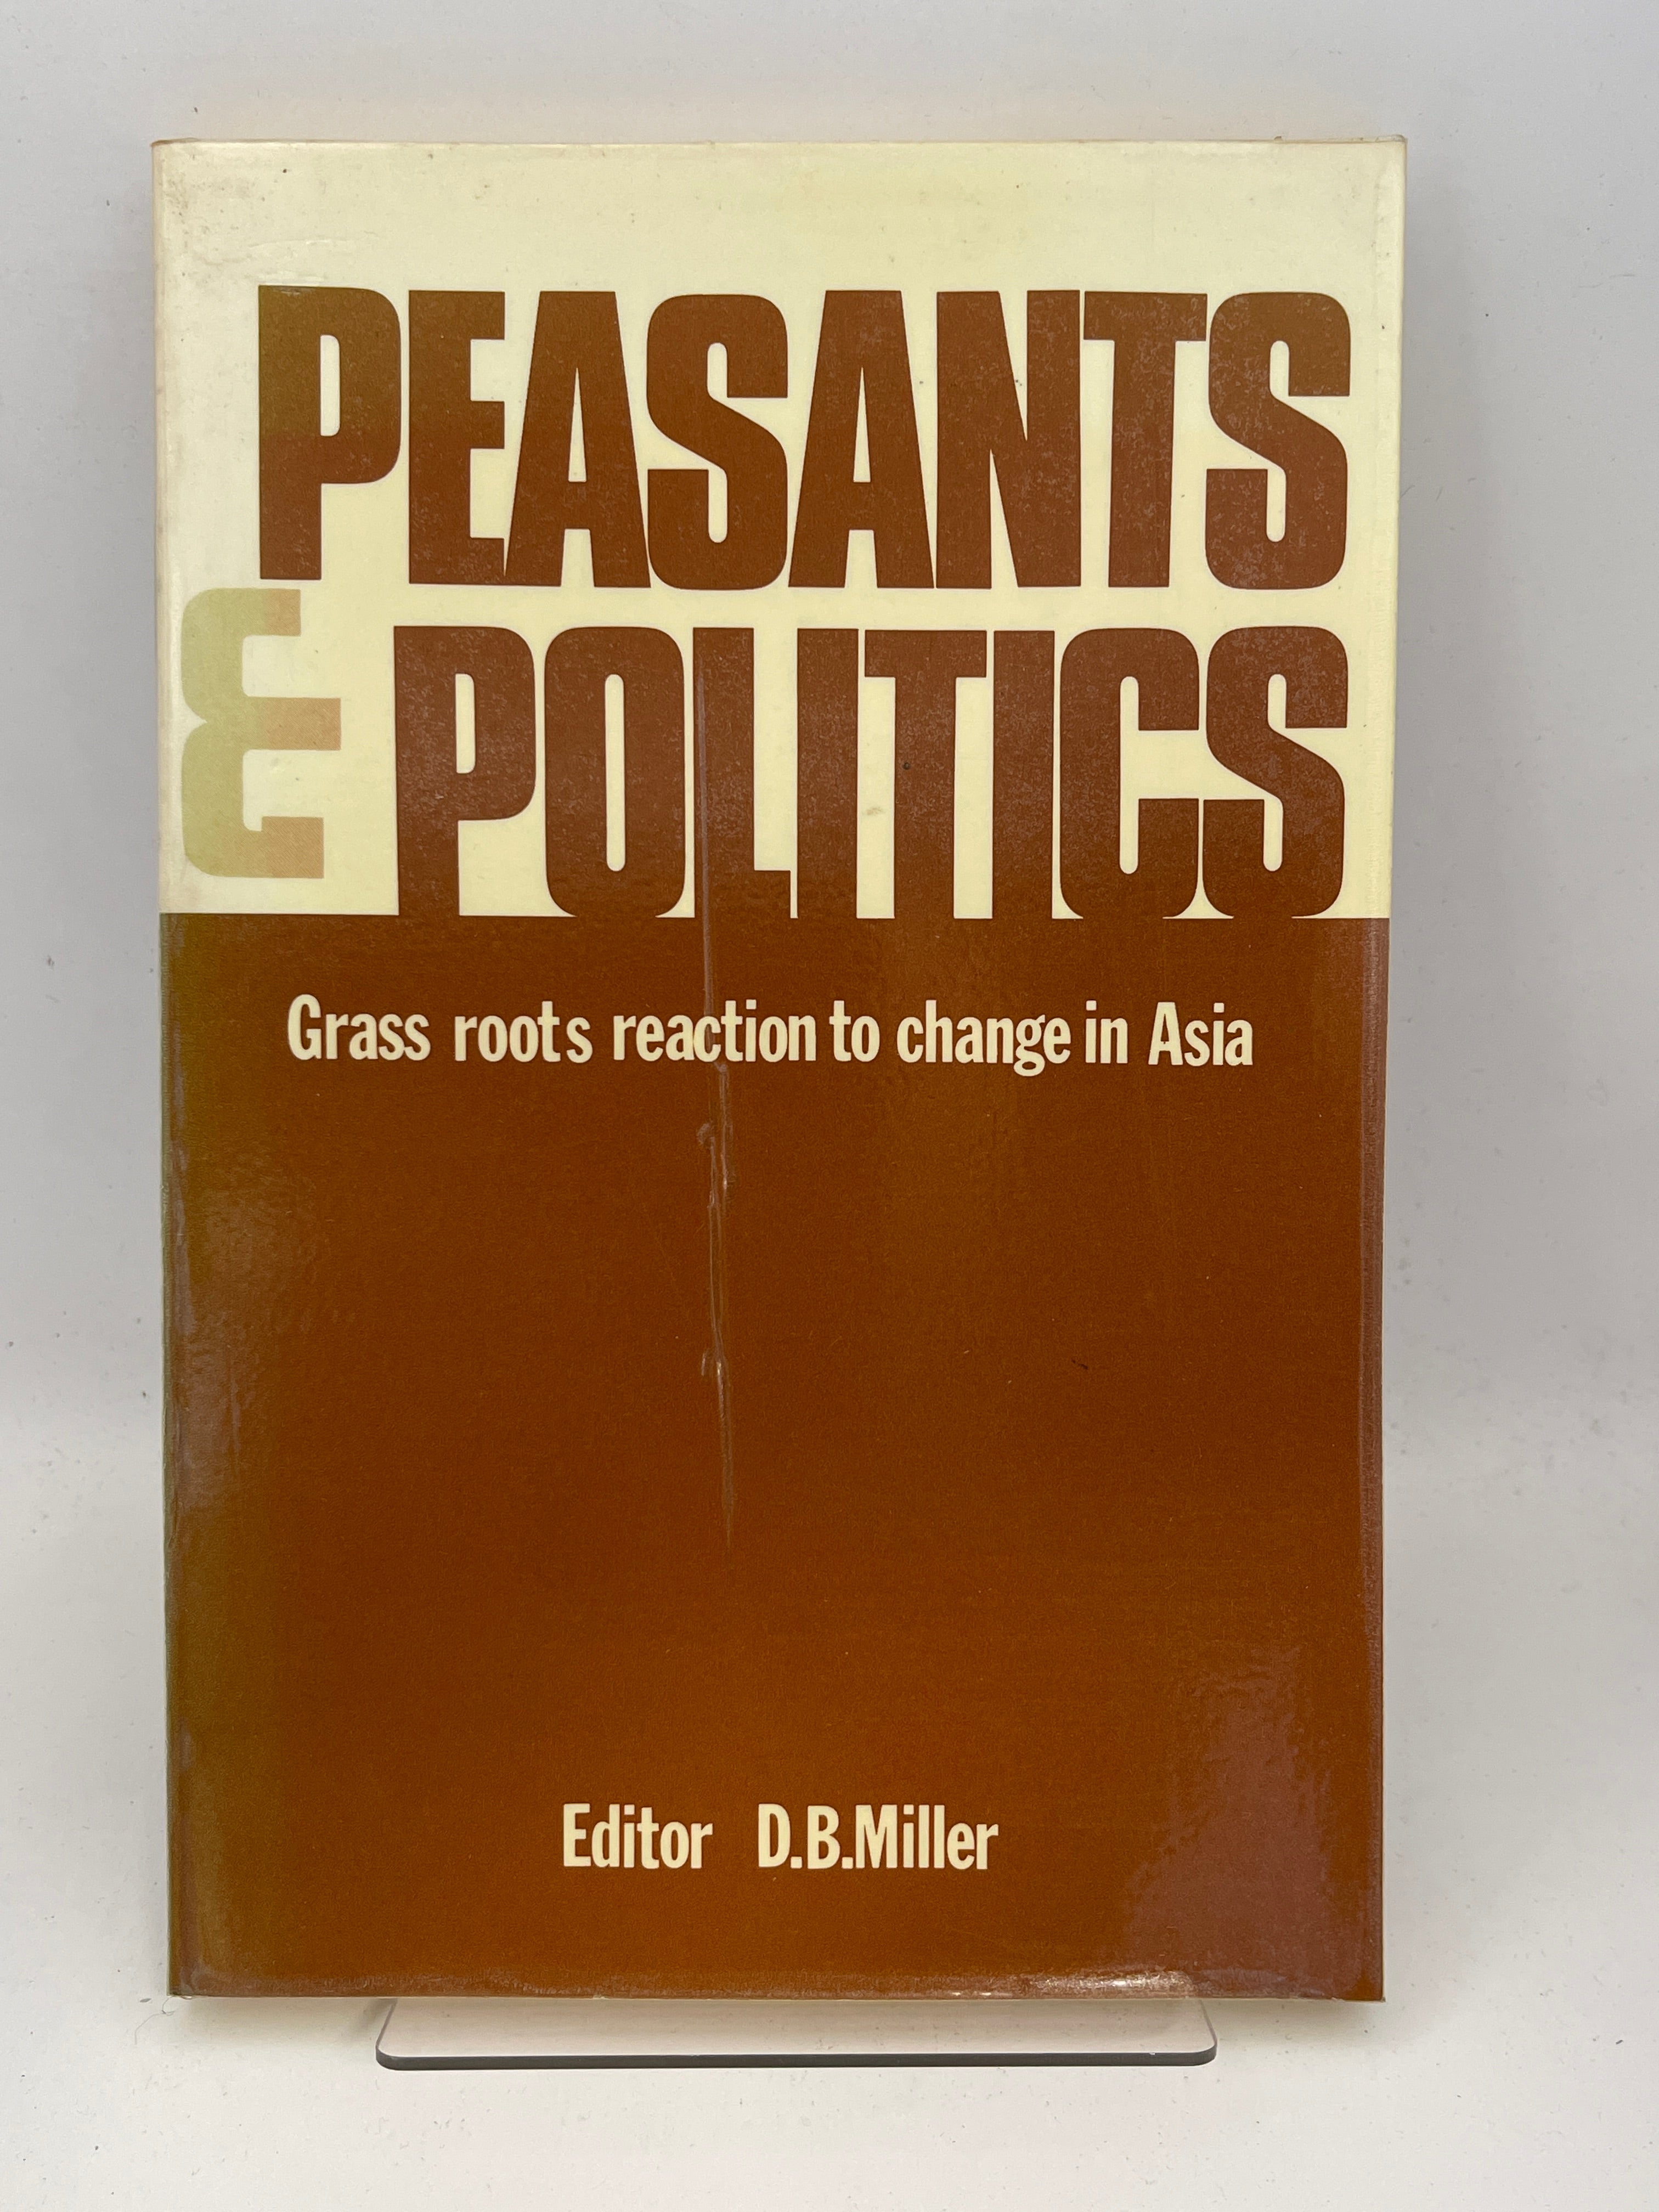 PEASANTS
& POLITICS
Grass roots reaction to change in Asia
Editor D.B.Miller